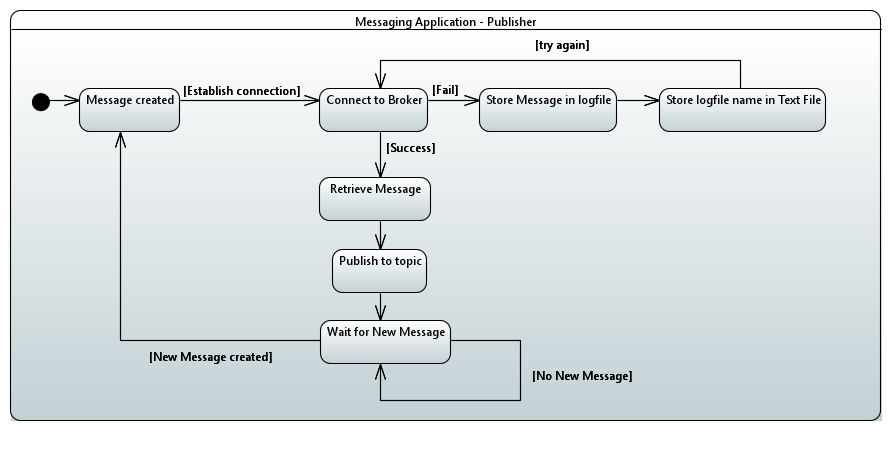 Messaging Application - Publisher
[try again]
Message created
[Establish connection]
Connect to Broker
[Fail]
Store Message in logfile
Store logfile name in Text File
[Success]
Retrieve Message
Publish to topic
Wait for New Message
[New Message created]
[No New Message]